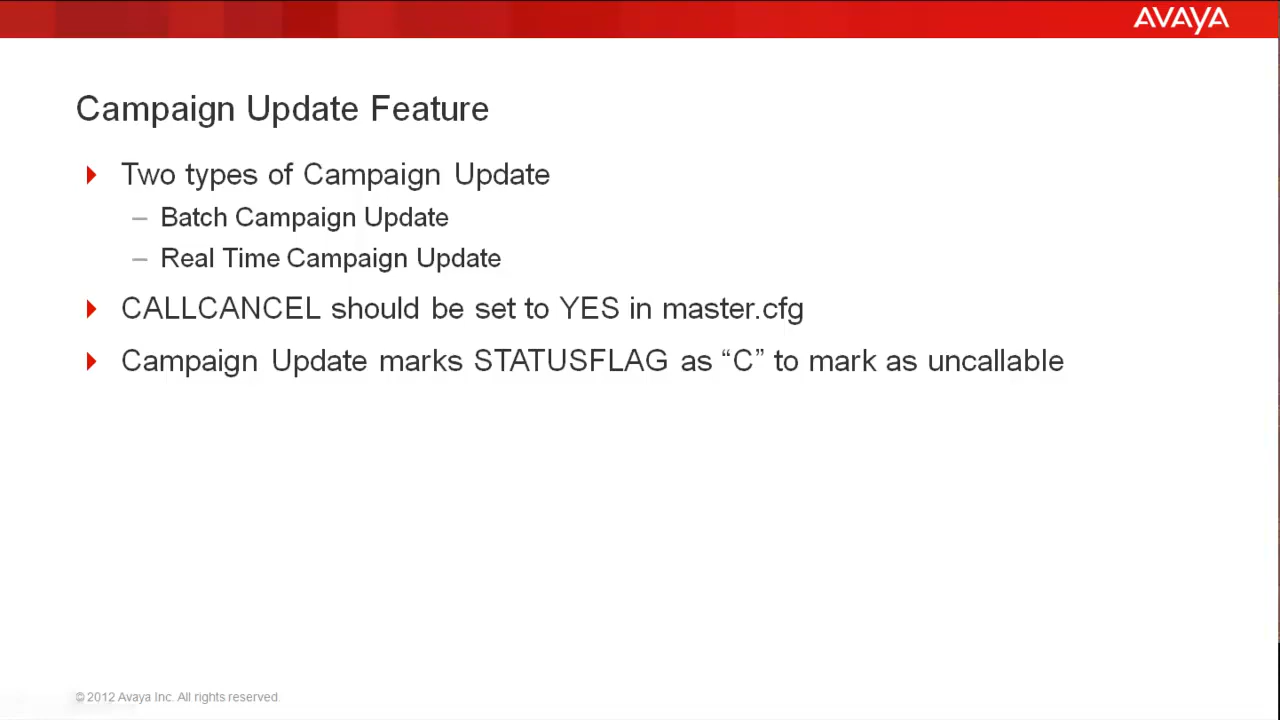 AVAYA
Campaign Update Feature
Two types of Campaign Update
– Batch Campaign Update
– Real Time Campaign Update
CALLCANCEL should be set to YES in master.cfg
Campaign Update marks STATUSFLAG as “C” to mark as uncallable
© 2012 Avaya Inc. All rights reserved.